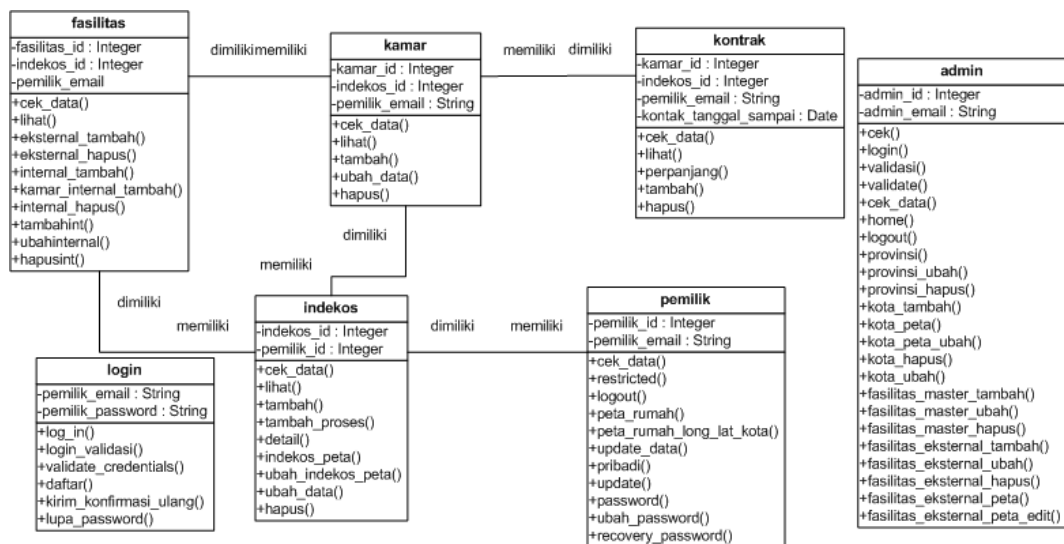 fasilitas
-fasilitas_id : Integer
-indekos_id : Integer
-pemilik_email
+cek_data()
+lihat()
+eksternal_tambah()
+eksternal_hapus()
+internal_tambah()
+kamar_internal_tambah()
+internal_hapus()
+tambahint()
+ubahinternal()
+hapusint()
dimiliki
memiliki
kamar
-kamar_id : Integer
-indekos_id : Integer
-pemilik_email : String
+cek_data()
+lihat()
+tambah()
+ubah_data()
+hapus()
memiliki
dimiliki
kontrak
-kamar_id : Integer
-indekos_id : Integer
-pemilik_email : String
-kontak_tanggal_sampai : Date
+cek_data()
+lihat()
+perpanjang()
+tambah()
+hapus()
admin
-admin_id : Integer
-admin_email : String
+cek()
+login()
+validasi()
+validate()
+cek_data()
+home()
+logout()
+provinsi()
+provinsi_ubah()
+provinsi_hapus()
+kota_tambah()
+kota_peta()
+kota_peta_ubah()
+kota_hapus()
+kota_ubah()
+fasilitas_master_tambah()
+fasilitas_master_ubah()
+fasilitas_master_hapus()
+fasilitas_eksternal_tambah()
+fasilitas_eksternal_ubah()
+fasilitas_eksternal_hapus()
+fasilitas_eksternal_peta()
+fasilitas_eksternal_peta_edit()
dimiliki
memiliki
dimiliki
memiliki
login
-pemilik_email : String
-pemilik_password : String
+log_in()
+login_validasi()
+validate_credentials()
+daftar()
+kirim_konfirmasi_ulang()
+lupa_password()
indekos
-indekos_id : Integer
-pemilik_id : Integer
+cek_data()
+lihat()
+tambah()
+tambah_proses()
+detail()
+indekos_peta()
+ubah_indekos_peta()
+ubah_data()
+hapus()
dimiliki
memiliki
pemilik
-pemilik_id : Integer
-pemilik_email : String
+cek_data()
+restricted()
+logout()
+peta_rumah()
+peta_rumah_long_lat_kota()
+update_data()
+pribadi()
+update()
+password()
+ubah_password()
+recovery_password()